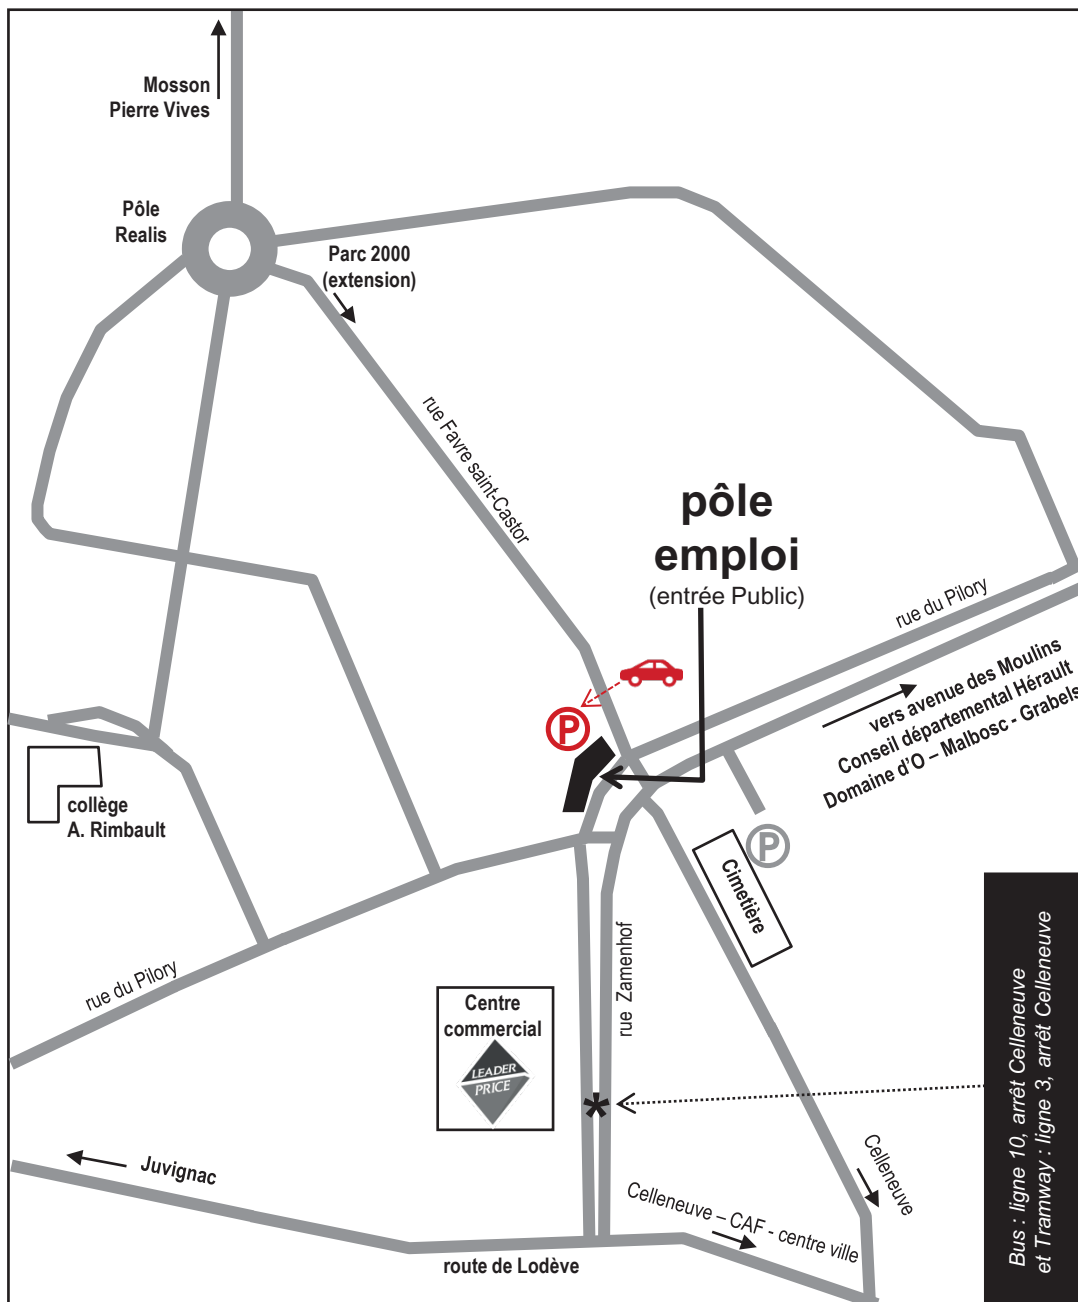 Mosson
Pierre Vives
Pôle
Realis
Parc 2000
(extension)
rue Favre saint-Castor
pôle
emploi
(entrée Public)
rue du Pilory
vers avenue des Moulins
Conseil départemental Hérault
Domaine d'O – Malbosc - Grabels
P
collège
A. Rimbault
P
Cimetière
rue du Pilory
rue Zamenhof
Centre
commercial
LEADER
PRICE
*
Bus : ligne 10, arrêt Celleneuve
et Tramway : ligne 3, arrêt Celleneuve
Juvignac
Celleneuve
Celleneuve – CAF - centre ville
route de Lodève